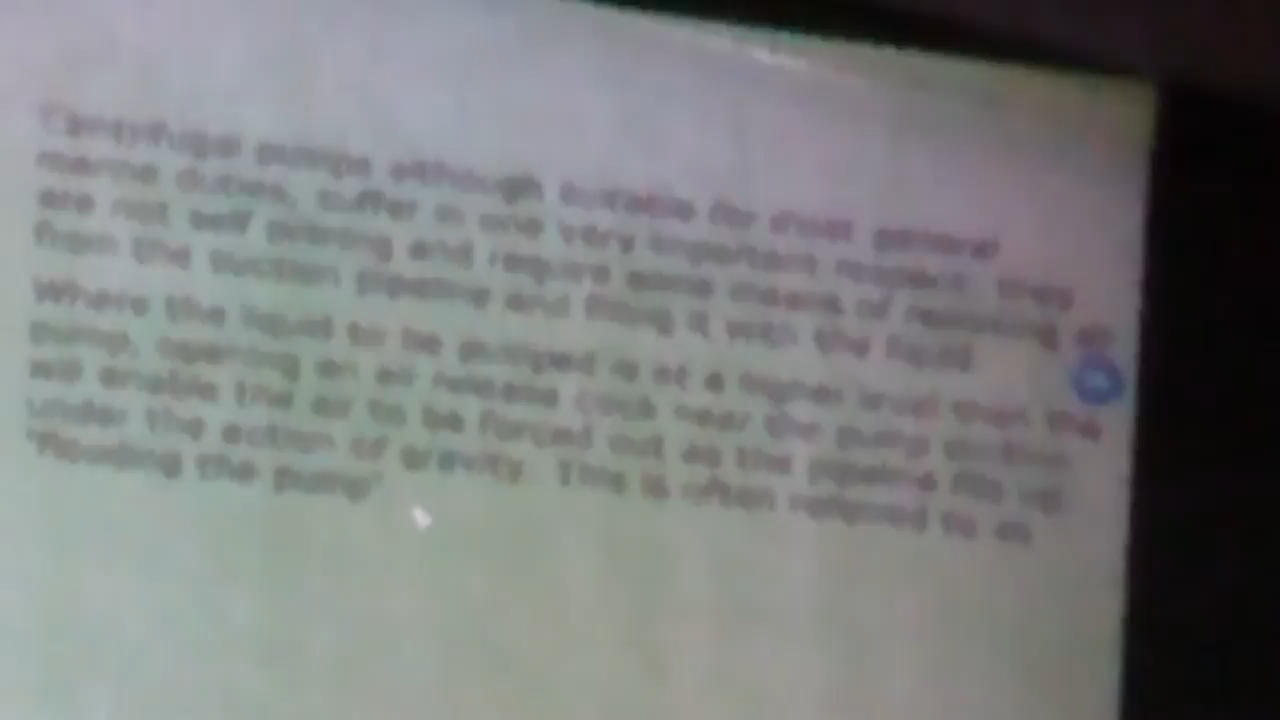 Centrifugal pumps although suitable for most general
marine duties, suffer in one very important respect; they
are not self priming and require some means of removing air
from the suction pipeline and filling it with the liquid
Where the liquid to be pumped is at a higher level than the
pump, opening an air release cock near the pump suction
will enable the air to be forced out as the pipeline fills up
under the action of gravity. This is often referred to as
"flooding the pump"